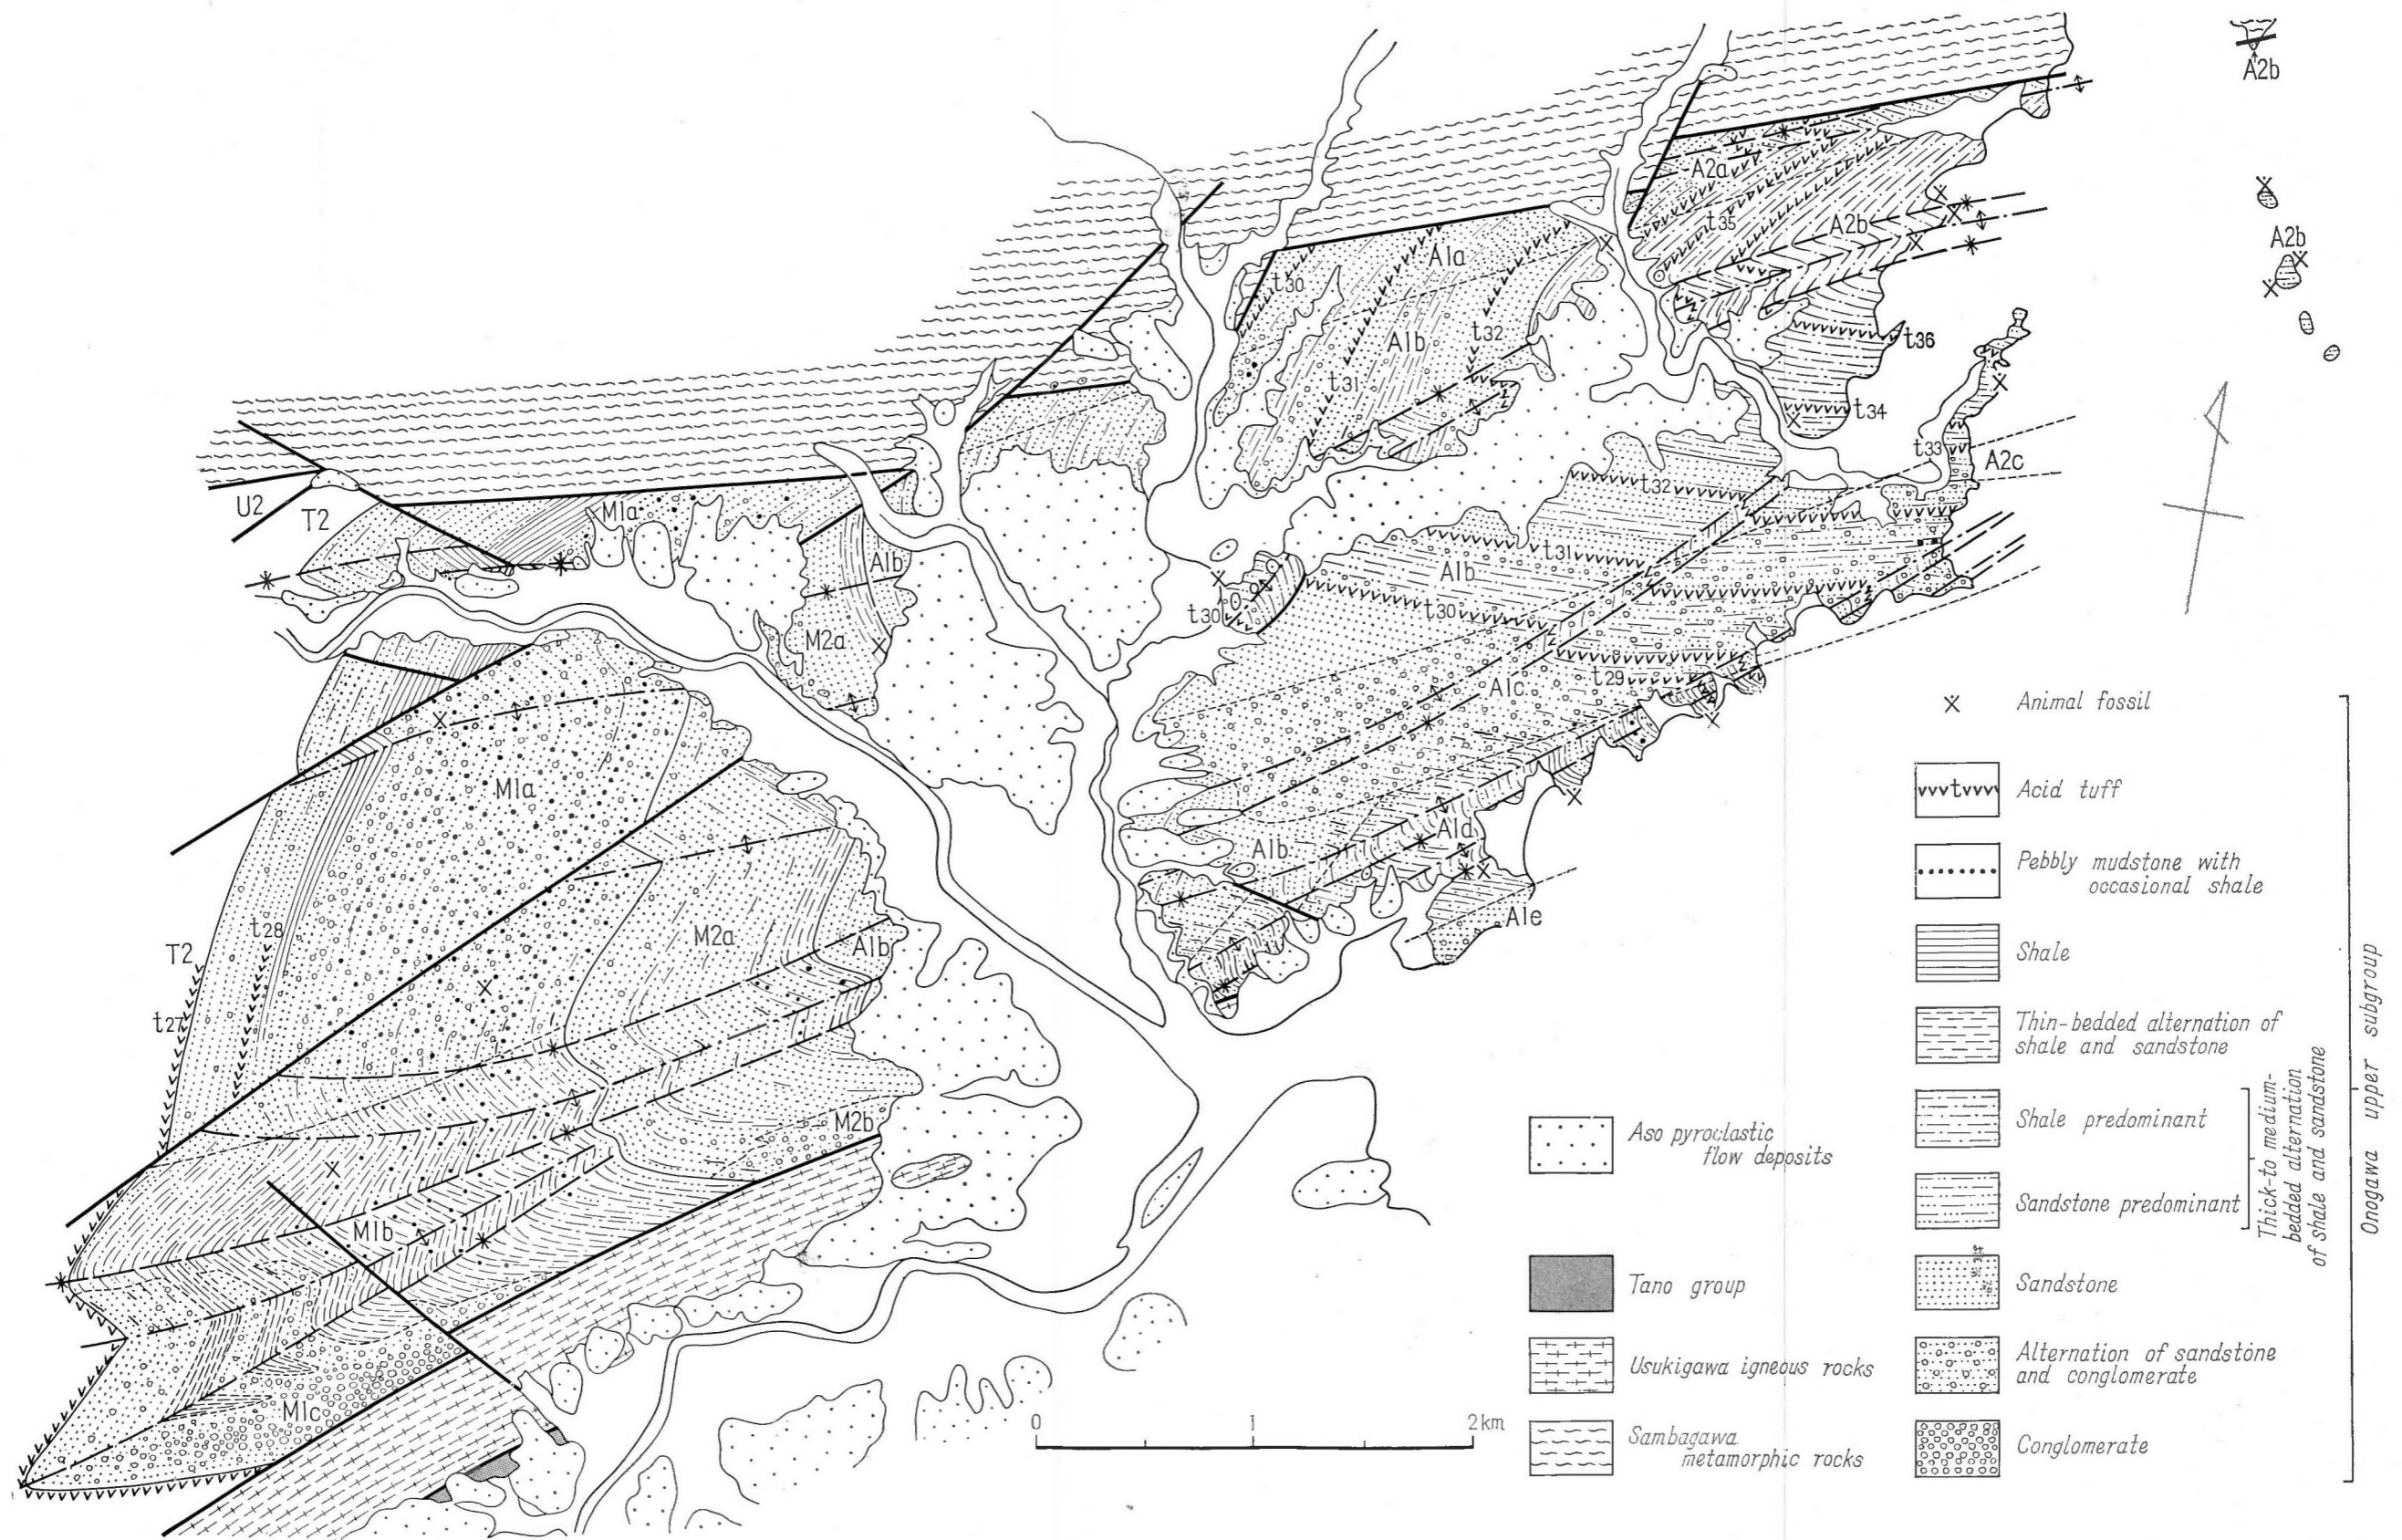 A2b
A2a
t35
A2b
A2b
A1a
t30
t32
A1b
t31
t36
t34
t33
A2c
t32
U2
T2
M1a
A1b
t31
A1b
t30
t30
M2a
A1c
t29
M1a
A1d
A1b
A1e
t28
T2
M2a
A1b
t27
M2b
M1b
M1c
0 1 2km
Animal fossil
t
Acid tuff
Pebbly mudstone with
occasional shale
Shale
Thin-bedded alternation of
shale and sandstone
Shale predominant
Sandstone predominant
Thick-to medium-
bedded alternation
of shale and sandstone
Sandstone
Alternation of sandstone
and conglomerate
Conglomerate
Onogawa upper subgroup
Aso pyroclastic
flow deposits
Tano group
Usukigawa igneous rocks
Sambagawa
metamorphic rocks